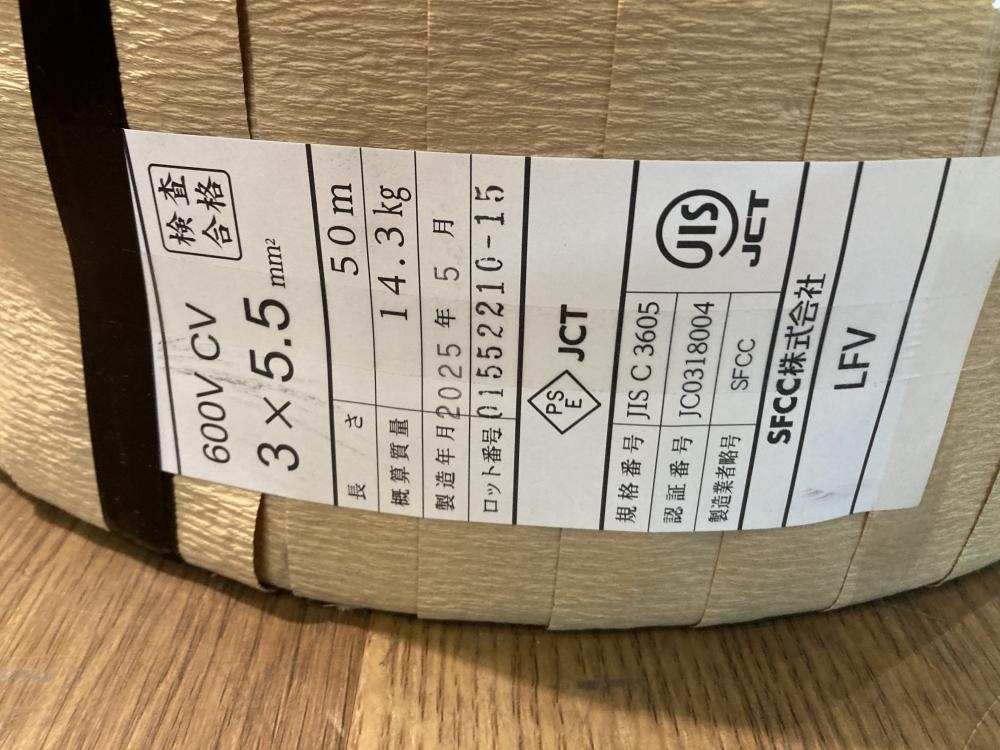 検査
合格
600V CV
3×5.5mm²
長さ 50m
概算質量 14.3kg
製造年月 2025年5月
ロット番号 01552210-15
PSE JCT
JIS
JCT
規格番号 JIS C 3605
認証番号 JC0318004
製造業者略号 SFCC
SFCC株式会社
LFV